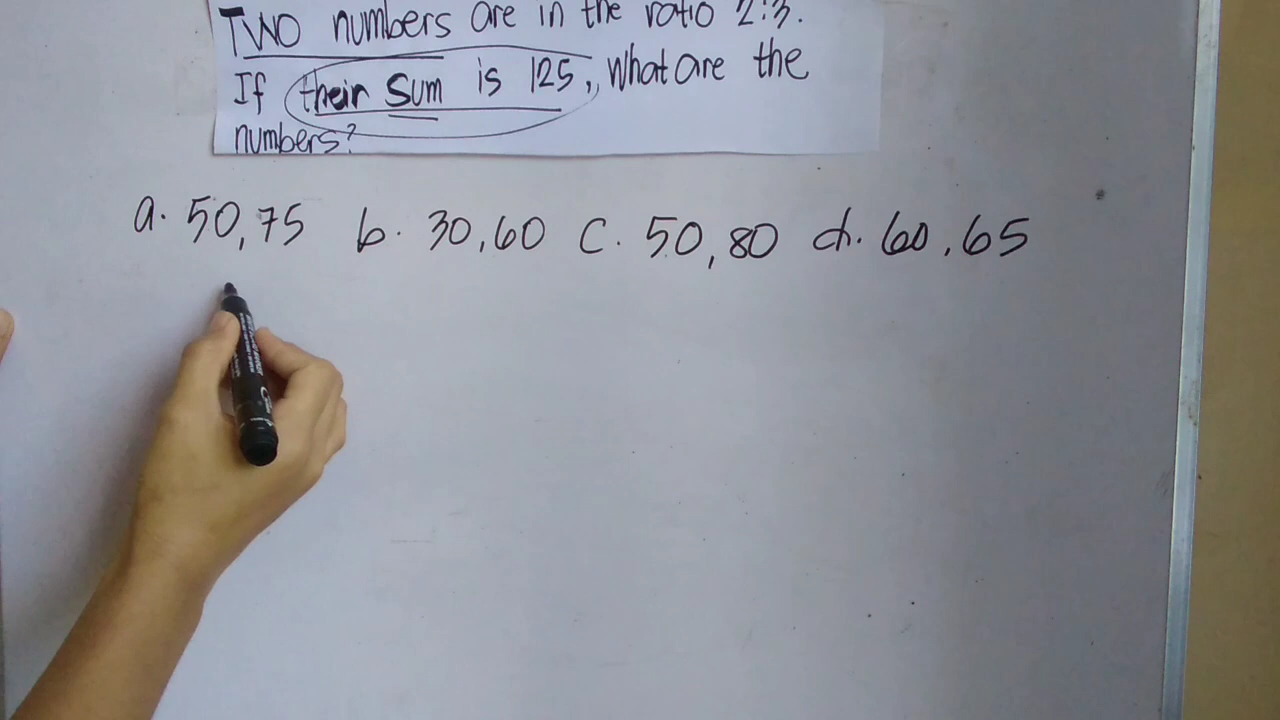 Two numbers are in the ratio 2:3.
If their sum is 125, what are the
numbers?
a. 50,75 b. 30,60 c. 50,80 d. 60,65